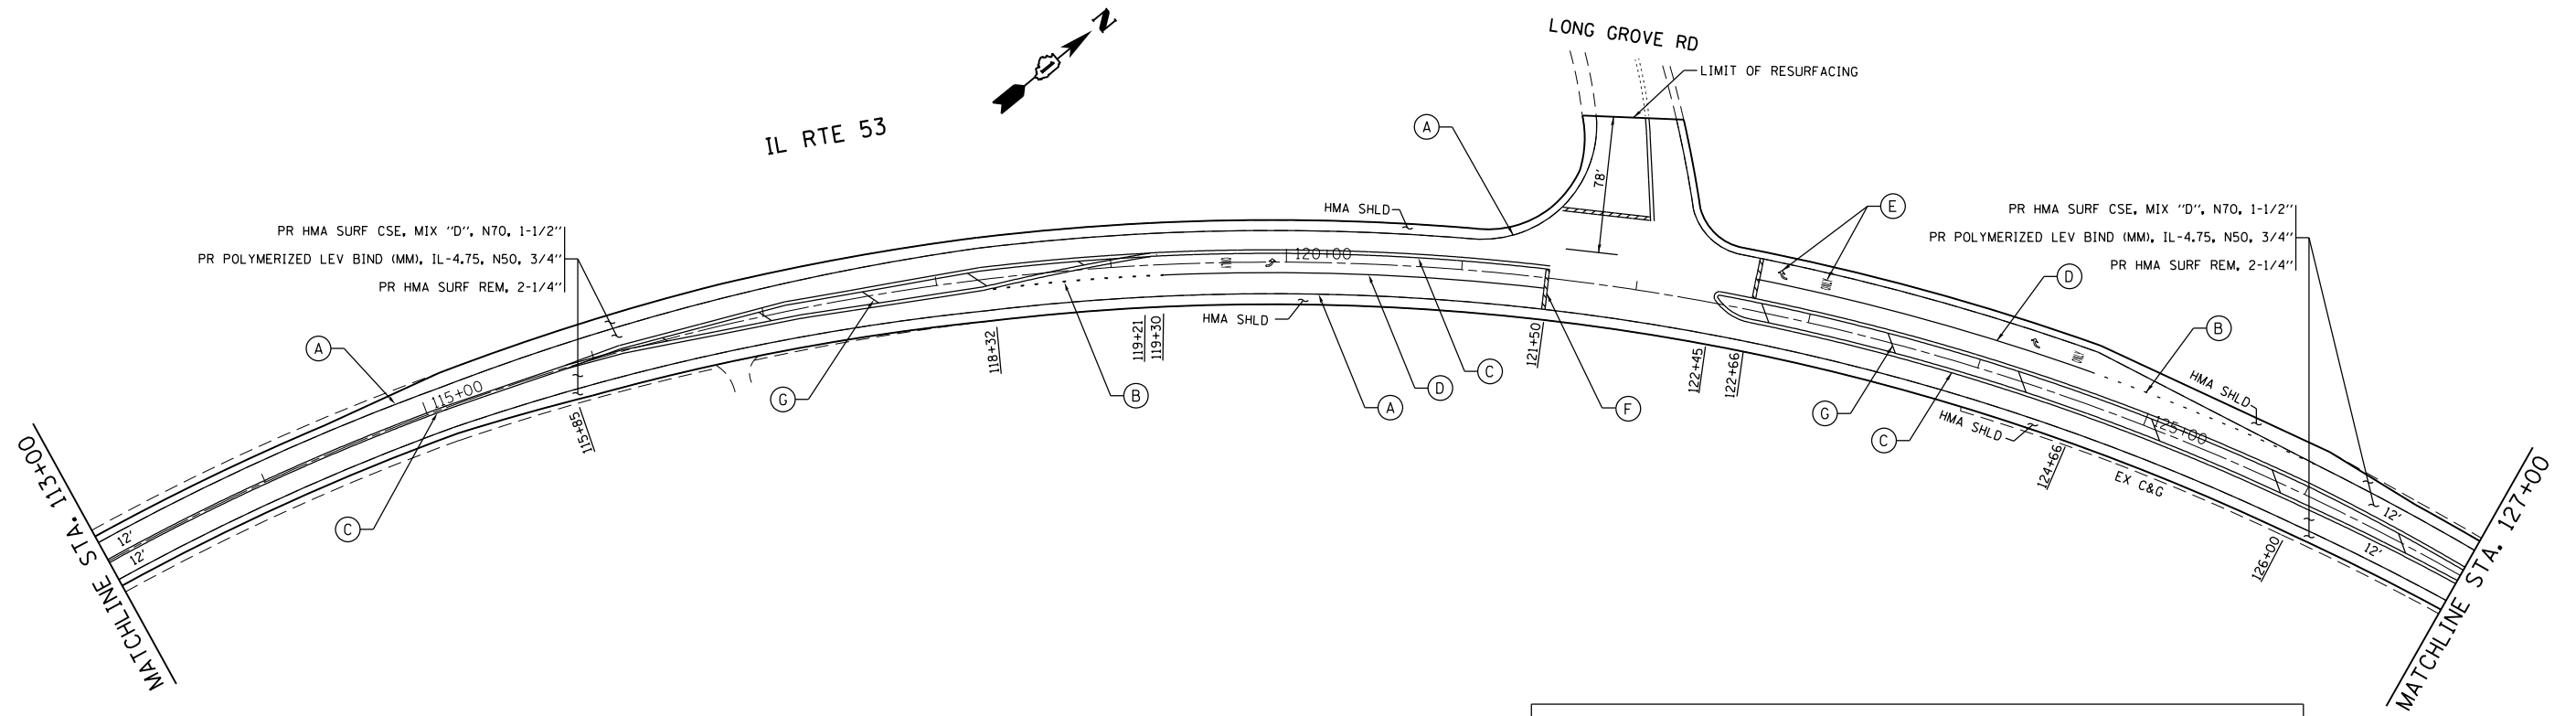 N
LONG GROVE RD
LIMIT OF RESURFACING
IL RTE 53
A
78'
E
HMA SHLD
PR HMA SURF CSE, MIX "D", N70, 1-1/2"
PR POLYMERIZED LEV BIND (MM), IL-4.75, N50, 3/4"
PR HMA SURF REM, 2-1/4"
PR HMA SURF CSE, MIX "D", N70, 1-1/2"
PR POLYMERIZED LEV BIND (MM), IL-4.75, N50, 3/4"
PR HMA SURF REM, 2-1/4"
120+00
D
B
A
HMA SHLD
118+32
119+21
119+30
121+50
122+45
122+66
115+00
G
B
A
D
C
F
G
C
HMA SHLD
HMA SHLD
125+00
115+85
124+66
EX C&G
126+00
C
12'
12'
12'
12'
MATCHLINE STA. 113+00
MATCHLINE STA. 127+00